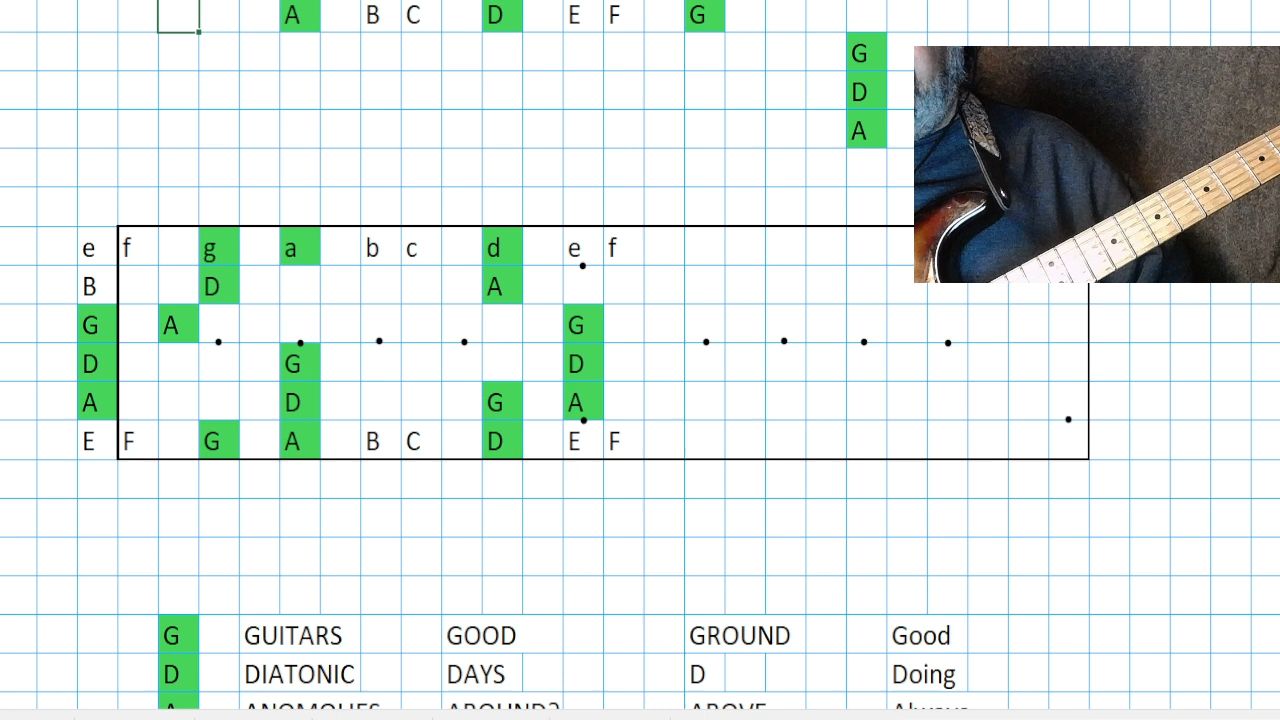 A B C D E F G
G
D
A
e f g a b c d e f
B D A
G A G
D G D
A D G A
E F G A B C D E F
G GUITARS GOOD GROUND Good
D DIATONIC DAYS D Doing